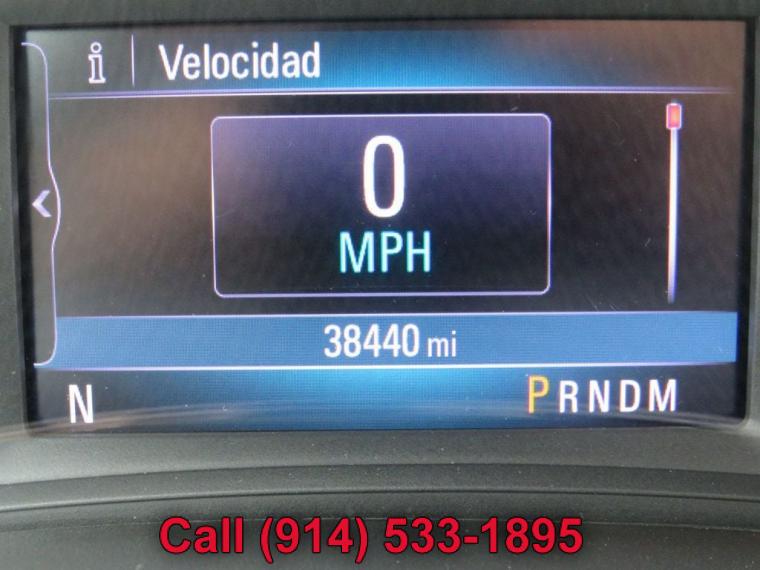 i Velocidad
0
MPH
38440 mi
N PRNDM
Call (914) 533-1895